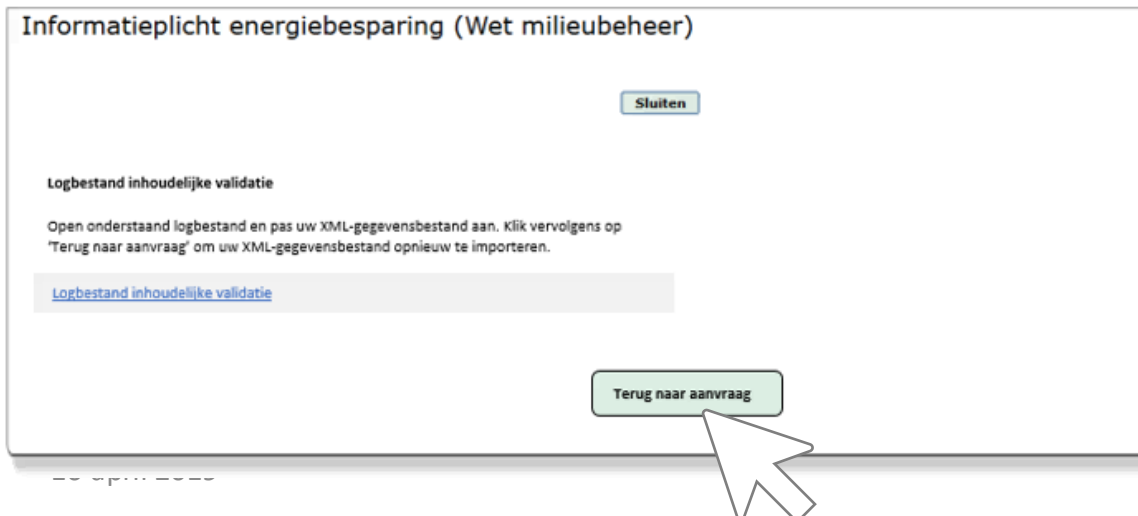 Informatieplicht energiebesparing (Wet milieubeheer)
Sluiten
Logbestand inhoudelijke validatie
Open onderstaand logbestand en pas uw XML-gegevensbestand aan. Klik vervolgens op
'Terug naar aanvraag' om uw XML-gegevensbestand opnieuw te importeren.
Logbestand inhoudelijke validatie
Terug naar aanvraag
april